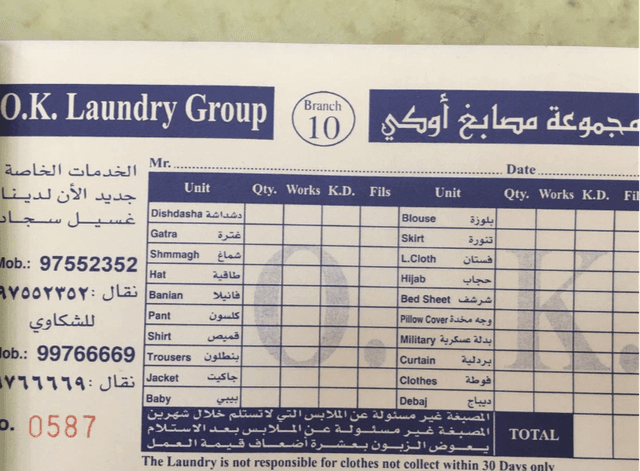 O.K. Laundry Group
Branch 10
مجموعة مصابغ أوكي
الخدمات الخاصة
جديد الأن لدينا
غسيل سجاد
Mob.: 97552352
نقال: ٩٧٥٥٢٣٥٢
للشكاوي
Mob.: 99766669
نقال: ٩٩٧٦٦٦٦٩
No. 0587
Mr. Date
Unit Qty. Works K.D. Fils Unit Qty. Works K.D. Fil
Dishdasha دشداشة Blouse بلوزة
Gatra غترة Skirt تنورة
Shmmagh شماغ L.Cloth فستان
Hat طاقية Hijab حجاب
Banian فانيلا Bed Sheet شرشف
Pant كلسون Pillow Cover وجه مخدة
Shirt قميص Military بدلة عسكرية
Trousers بنطلون Curtain بردلية
Jacket جاكيت Clothes فوطة
Baby بيبي Debaj ديباج
O. K.
المصبغة غير مسئولة عن الملابس التي لاتستلم خلال شهرين
المصبغة غير مسئولة عن الملابس بعد الاستلام
يعوض الزبون بعشرة أضعاف قيمة العمل
TOTAL
The Laundry is not responsible for clothes not collect within 30 Days only